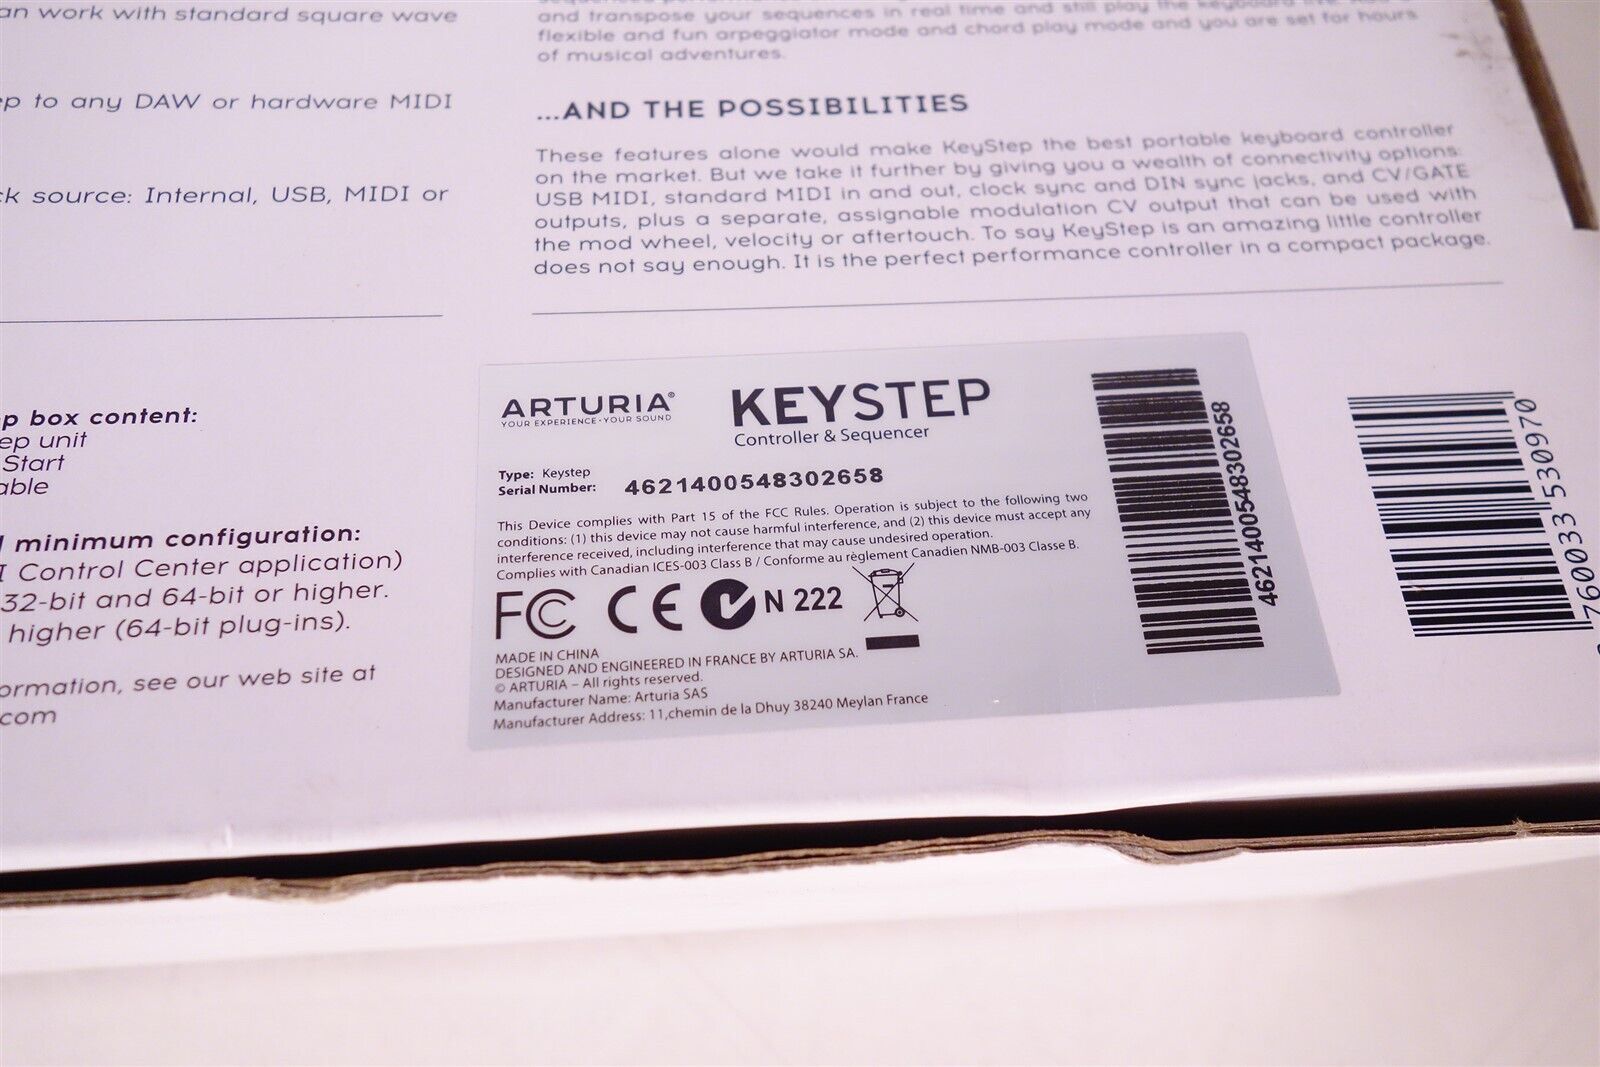 an work with standard square wave
ep to any DAW or hardware MIDI
ck source: Internal, USB, MIDI or
p box content:
ep unit
Start
able
minimum configuration:
I Control Center application)
32-bit and 64-bit or higher.
higher (64-bit plug-ins).
ormation, see our web site at
com
and transpose your sequences in real time and still play the keyboard live.
flexible and fun arpeggiator mode and chord play mode and you are set for hours
of musical adventures.
...AND THE POSSIBILITIES
These features alone would make KeyStep the best portable keyboard controller
on the market. But we take it further by giving you a wealth of connectivity options:
USB MIDI, standard MIDI in and out, clock sync and DIN sync jacks, and CV/GATE
outputs, plus a separate, assignable modulation CV output that can be used with
the mod wheel, velocity or aftertouch. To say KeyStep is an amazing little controller
does not say enough. It is the perfect performance controller in a compact package.
ARTURIA®
YOUR EXPERIENCE • YOUR SOUND
KEYSTEP
Controller & Sequencer
Type: Keystep
Serial Number: 4621400548302658
This Device complies with Part 15 of the FCC Rules. Operation is subject to the following two
conditions: (1) this device may not cause harmful interference, and (2) this device must accept any
interference received, including interference that may cause undesired operation.
Complies with Canadian ICES-003 Class B / Conforme au règlement Canadien NMB-003 Classe B.
FC CE N 222
MADE IN CHINA
DESIGNED AND ENGINEERED IN FRANCE BY ARTURIA SA.
© ARTURIA – All rights reserved.
Manufacturer Name: Arturia SAS
Manufacturer Address: 11,chemin de la Dhuy 38240 Meylan France
4621400548302658
760033 530970